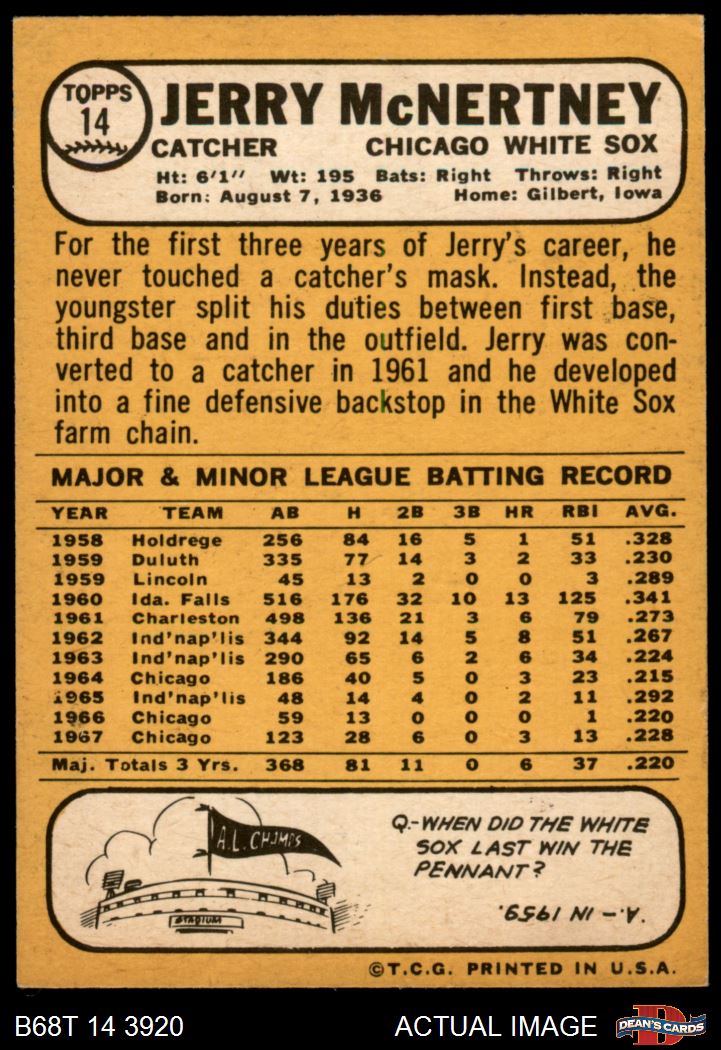 TOPPS
14
JERRY McNERTNEY
CATCHER CHICAGO WHITE SOX
Ht: 6'1" Wt: 195 Bats: Right Throws: Right
Born: August 7, 1936 Home: Gilbert, Iowa
For the first three years of Jerry's career, he
never touched a catcher's mask. Instead, the
youngster split his duties between first base,
third base and in the outfield. Jerry was con-
verted to a catcher in 1961 and he developed
into a fine defensive backstop in the White Sox
farm chain.
MAJOR & MINOR LEAGUE BATTING RECORD
YEAR TEAM AB H 2B 3B HR RBI AVG.
1958 Holdrege 256 84 16 5 1 51 .328
1959 Duluth 335 77 14 3 2 33 .230
1959 Lincoln 45 13 2 0 0 3 .289
1960 Ida. Falls 516 176 32 10 13 125 .341
1961 Charleston 498 136 21 3 6 79 .273
1962 Ind'nap'lis 344 92 14 5 8 51 .267
1963 Ind'nap'lis 290 65 6 2 6 34 .224
1964 Chicago 186 40 5 0 3 23 .215
1965 Ind'nap'lis 48 14 4 0 2 11 .292
1966 Chicago 59 13 0 0 0 1 .220
1967 Chicago 123 28 6 0 3 13 .228
Maj. Totals 3 Yrs. 368 81 11 0 6 37 .220
A.L. CHAMPS
STADIUM
Q.-WHEN DID THE WHITE
SOX LAST WIN THE
PENNANT?
A.- IN 1959.
©T.C.G. PRINTED IN U.S.A.
B68T 14 3920 ACTUAL IMAGE
D
DEAN'S CARDS